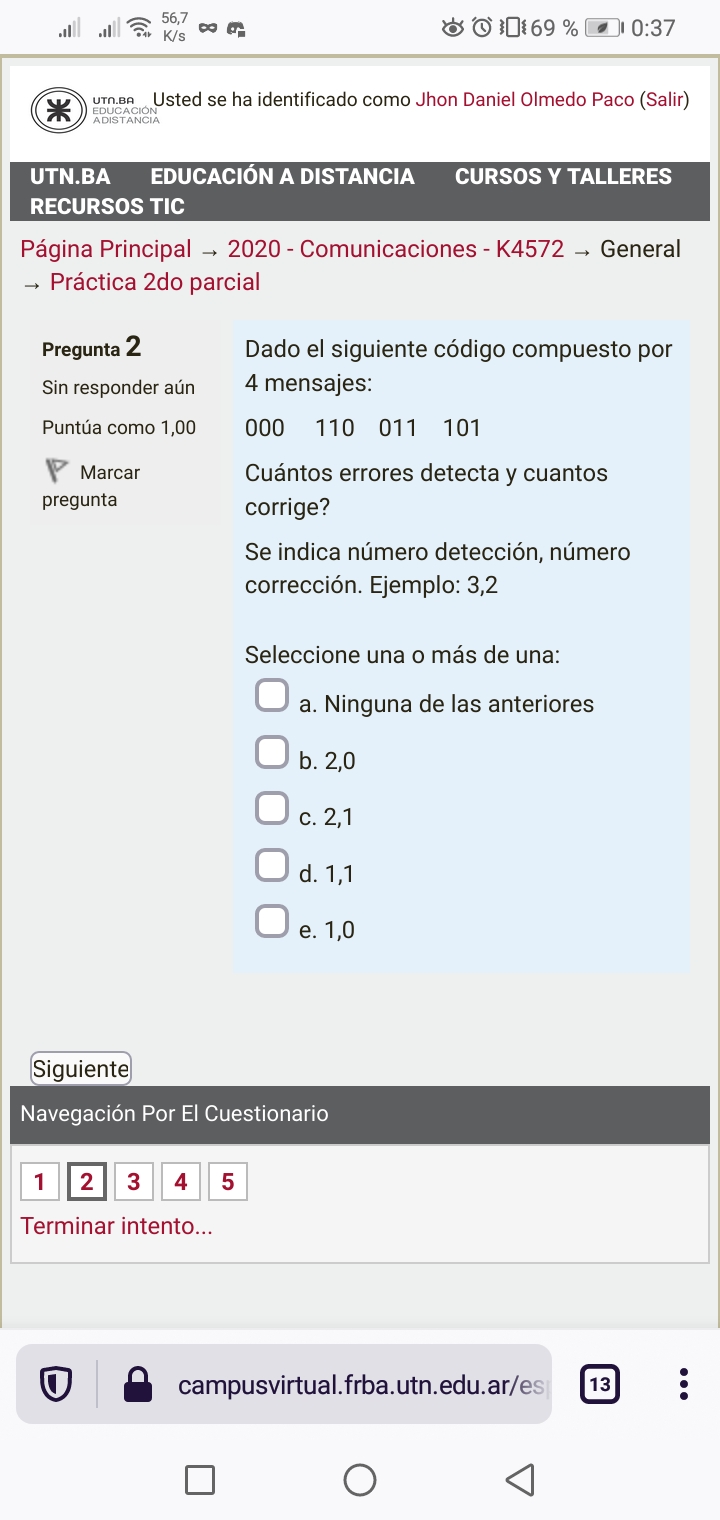 56,7
K/s
69 %
0:37
UTN.BA
EDUCACIÓN
ADISTANCIA
Usted se ha identificado como Jhon Daniel Olmedo Paco (Salir)
UTN.BA EDUCACIÓN A DISTANCIA CURSOS Y TALLERES
RECURSOS TIC
Página Principal → 2020 - Comunicaciones - K4572 → General
→ Práctica 2do parcial
Pregunta 2
Sin responder aún
Puntúa como 1,00
Marcar
pregunta
Dado el siguiente código compuesto por
4 mensajes:
000 110 011 101
Cuántos errores detecta y cuantos
corrige?
Se indica número detección, número
corrección. Ejemplo: 3,2
Seleccione una o más de una:
a. Ninguna de las anteriores
b. 2,0
c. 2,1
d. 1,1
e. 1,0
Siguiente
Navegación Por El Cuestionario
1 2 3 4 5
Terminar intento...
campusvirtual.frba.utn.edu.ar/es
13